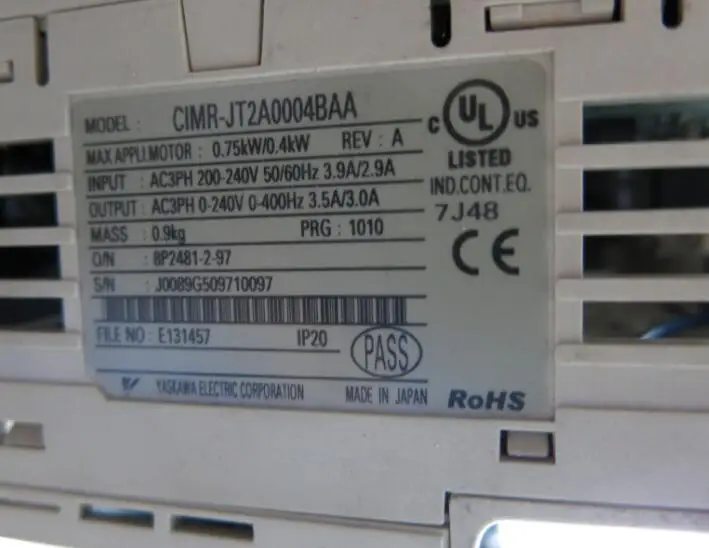 MODEL : CIMR-JT2A0004BAA
MAX APPLI.MOTOR : 0.75kW/0.4kW REV : A
INPUT : AC3PH 200-240V 50/60Hz 3.9A/2.9A
OUTPUT : AC3PH 0-240V 0-400Hz 3.5A/3.0A
MASS : 0.9kg PRG : 1010
O/N : 8P2481-2-97
S/N : J0089G509710097
FILE NO : E131457 IP20
PASS
YASKAWA ELECTRIC CORPORATION MADE IN JAPAN
C UL US
LISTED
IND.CONT.EQ.
7J48
CE
RoHS